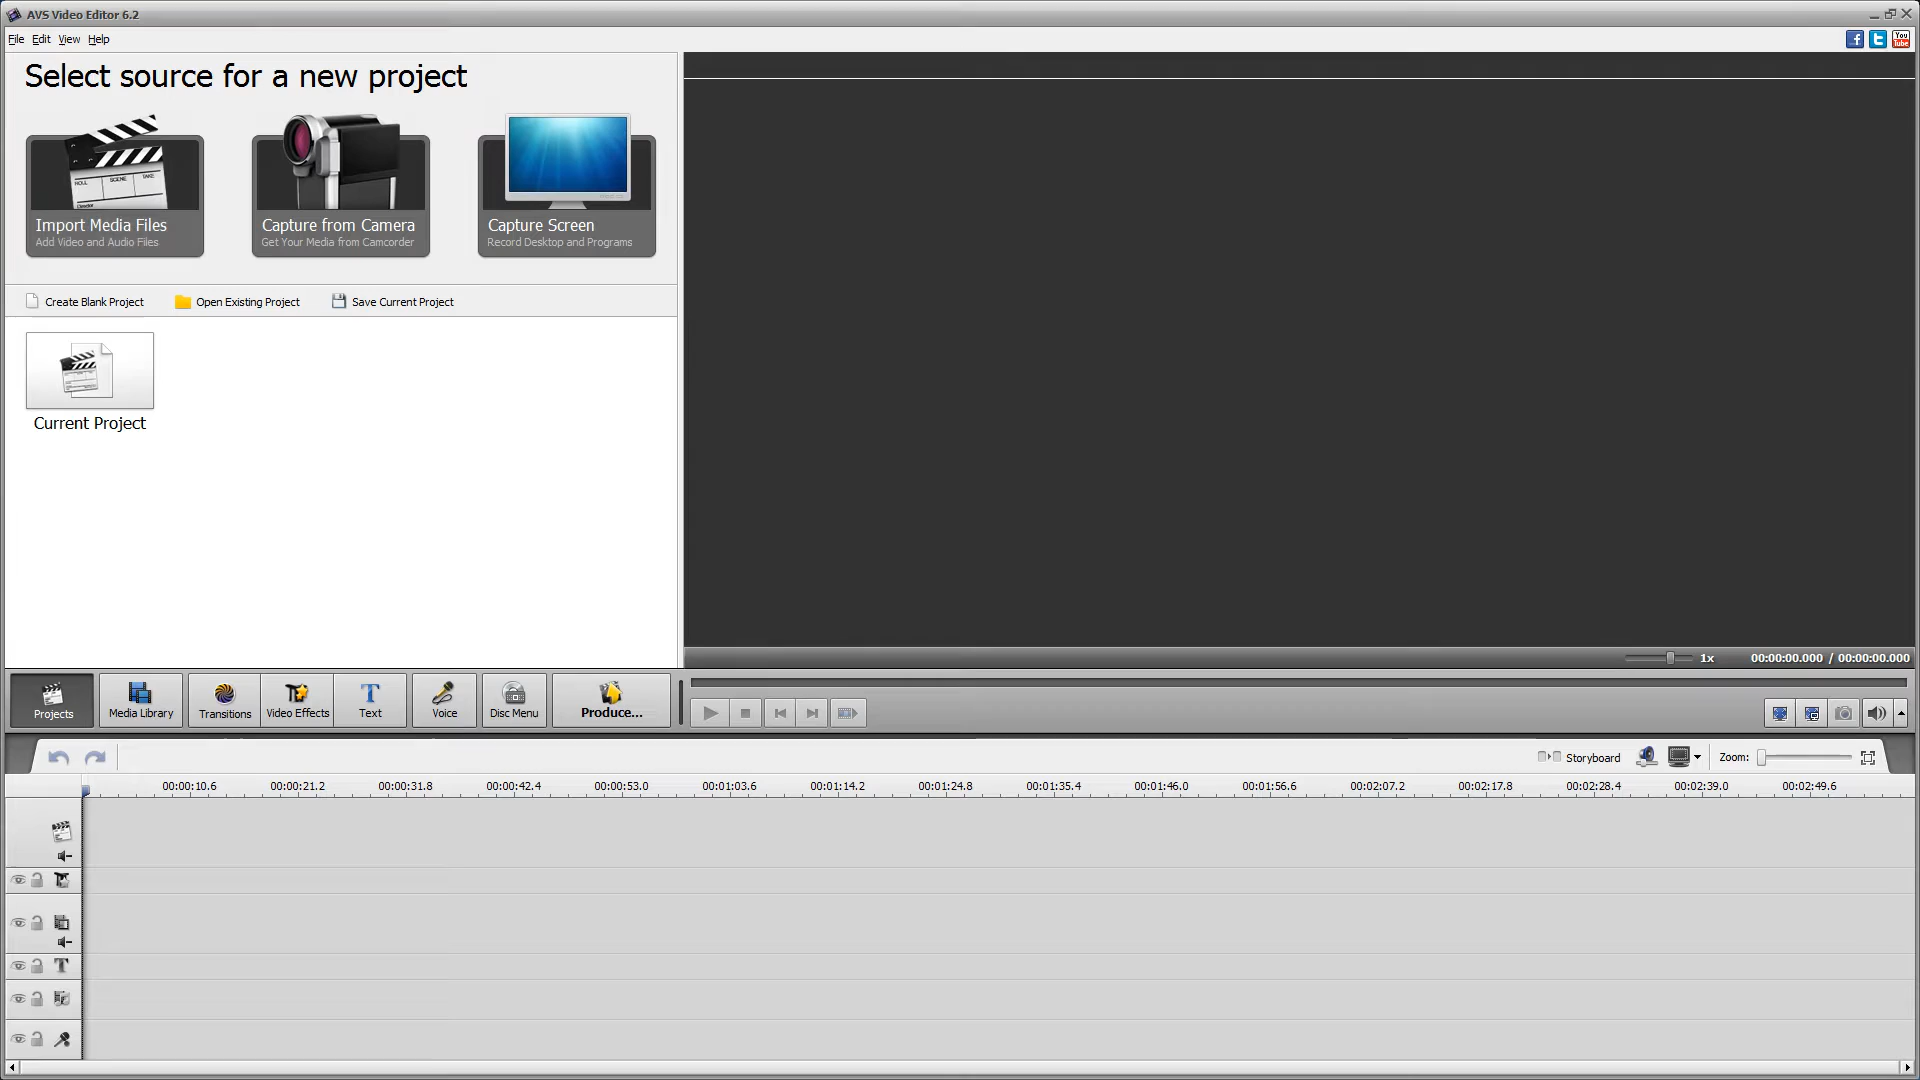 AVS Video Editor 6.2
File Edit View Help
You Tube
Select source for a new project
ROLL SCENE TAKE
Director
Import Media Files
Add Video and Audio Files
Capture from Camera
Get Your Media from Camcorder
Capture Screen
Record Desktop and Programs
Create Blank Project
Open Existing Project
Save Current Project
Current Project
1x
00:00:00.000 / 00:00:00.000
Projects
Media Library
Transitions
Video Effects
Text
Voice
Disc Menu
Produce...
Storyboard
Zoom:
00:00:10.6 00:00:21.2 00:00:31.8 00:00:42.4 00:00:53.0 00:01:03.6 00:01:14.2 00:01:24.8 00:01:35.4 00:01:46.0 00:01:56.6 00:02:07.2 00:02:17.8 00:02:28.4 00:02:39.0 00:02:49.6